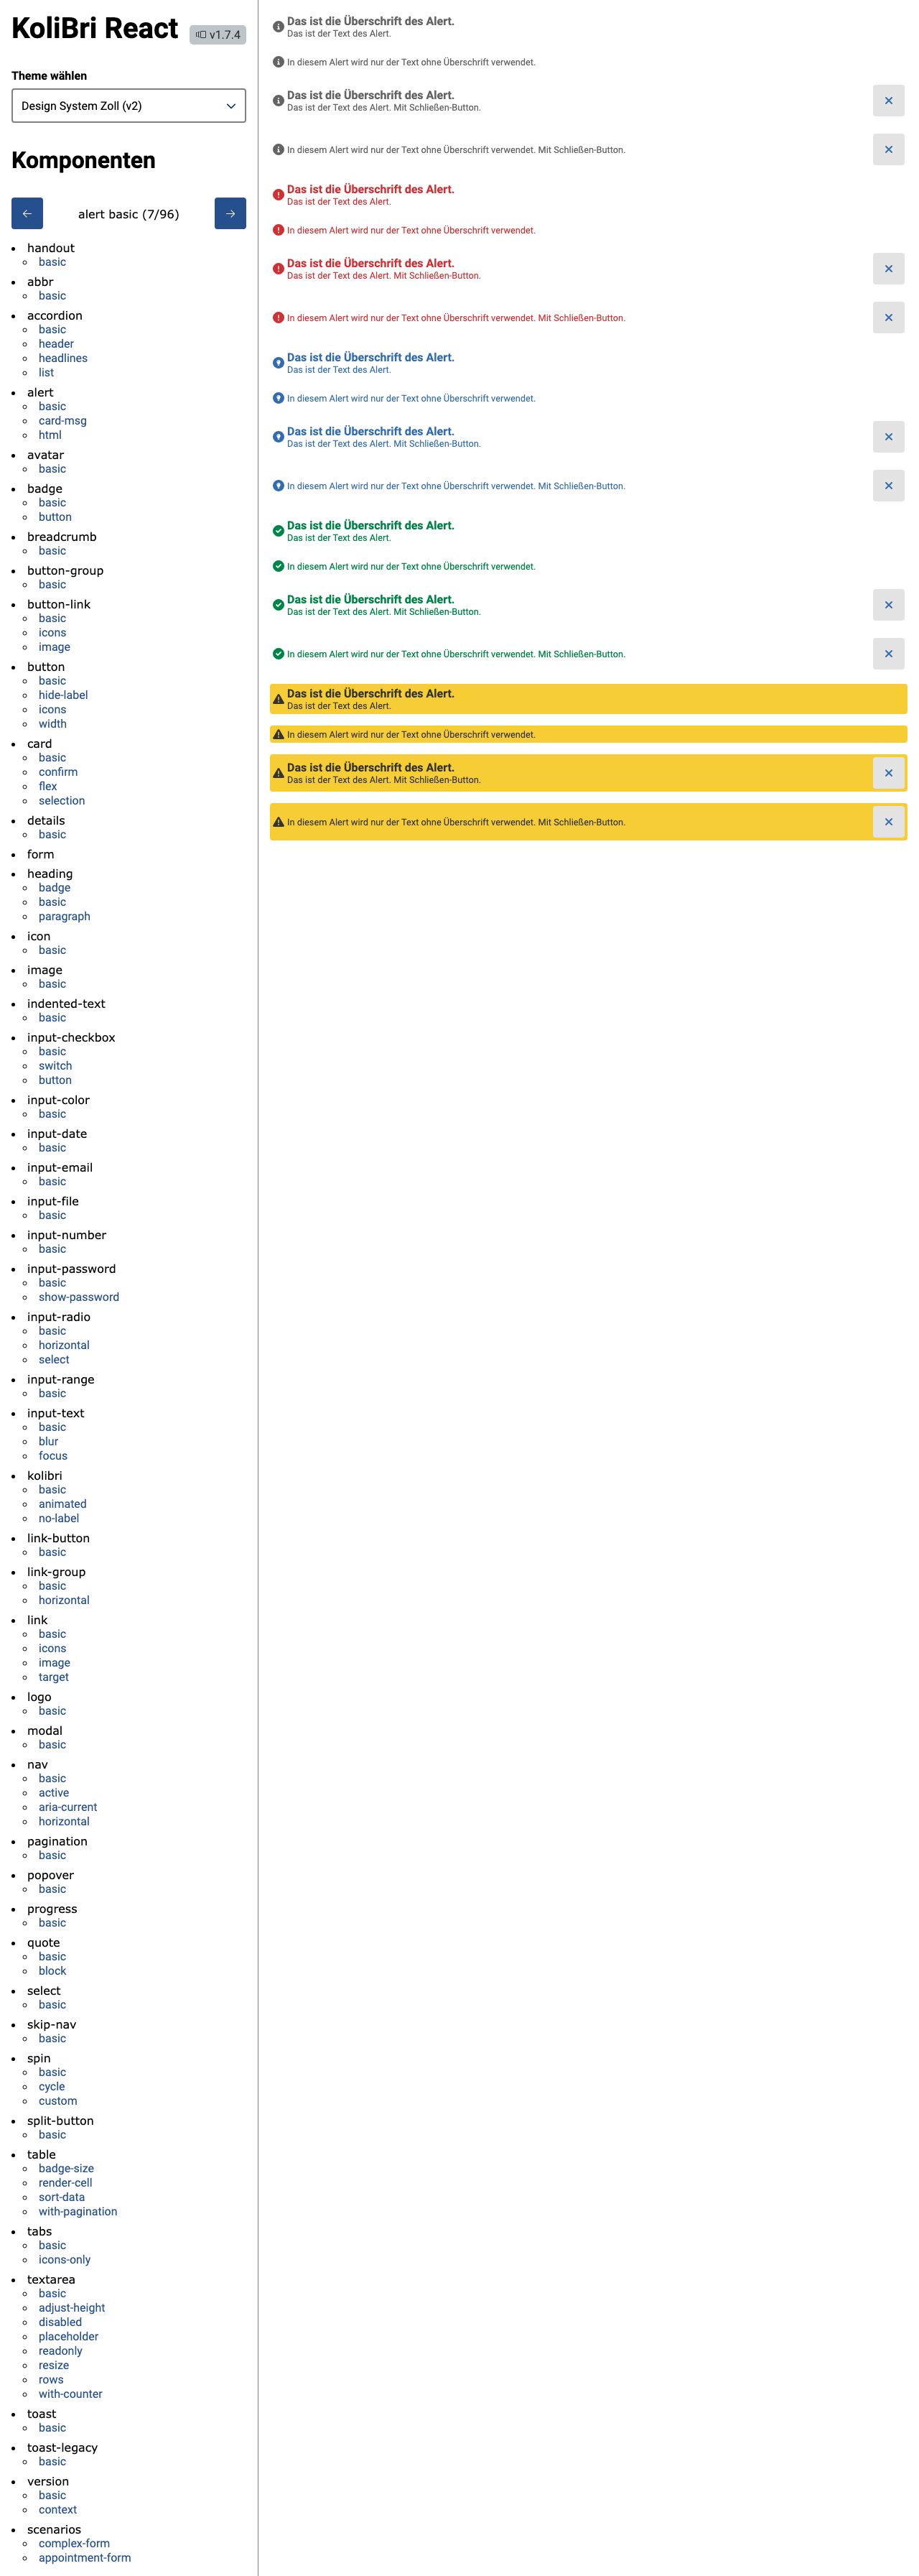 KoliBri React v1.7.4
Theme wählen
Design System Zoll (v2)
Komponenten
alert basic (7/96)
handout
basic
abbr
basic
accordion
basic
header
headlines
list
alert
basic
card-msg
html
avatar
basic
badge
basic
button
breadcrumb
basic
button-group
basic
button-link
basic
icons
image
button
basic
hide-label
icons
width
card
basic
confirm
flex
selection
details
basic
form
heading
badge
basic
paragraph
icon
basic
image
basic
indented-text
basic
input-checkbox
basic
switch
button
input-color
basic
input-date
basic
input-email
basic
input-file
basic
input-number
basic
input-password
basic
show-password
input-radio
basic
horizontal
select
input-range
basic
input-text
basic
blur
focus
kolibri
basic
animated
no-label
link-button
basic
link-group
basic
horizontal
link
basic
icons
image
target
logo
basic
modal
basic
nav
basic
active
aria-current
horizontal
pagination
basic
popover
basic
progress
basic
quote
basic
block
select
basic
skip-nav
basic
spin
basic
cycle
custom
split-button
basic
table
badge-size
render-cell
sort-data
with-pagination
tabs
basic
icons-only
textarea
basic
adjust-height
disabled
placeholder
readonly
resize
rows
with-counter
toast
basic
toast-legacy
basic
version
basic
context
scenarios
complex-form
appointment-form
Das ist die Überschrift des Alert.
Das ist der Text des Alert.
In diesem Alert wird nur der Text ohne Überschrift verwendet.
Das ist die Überschrift des Alert.
Das ist der Text des Alert. Mit Schließen-Button.
In diesem Alert wird nur der Text ohne Überschrift verwendet. Mit Schließen-Button.
Das ist die Überschrift des Alert.
Das ist der Text des Alert.
In diesem Alert wird nur der Text ohne Überschrift verwendet.
Das ist die Überschrift des Alert.
Das ist der Text des Alert. Mit Schließen-Button.
In diesem Alert wird nur der Text ohne Überschrift verwendet. Mit Schließen-Button.
Das ist die Überschrift des Alert.
Das ist der Text des Alert.
In diesem Alert wird nur der Text ohne Überschrift verwendet.
Das ist die Überschrift des Alert.
Das ist der Text des Alert. Mit Schließen-Button.
In diesem Alert wird nur der Text ohne Überschrift verwendet. Mit Schließen-Button.
Das ist die Überschrift des Alert.
Das ist der Text des Alert.
In diesem Alert wird nur der Text ohne Überschrift verwendet.
Das ist die Überschrift des Alert.
Das ist der Text des Alert. Mit Schließen-Button.
In diesem Alert wird nur der Text ohne Überschrift verwendet. Mit Schließen-Button.
Das ist die Überschrift des Alert.
Das ist der Text des Alert.
In diesem Alert wird nur der Text ohne Überschrift verwendet.
Das ist die Überschrift des Alert.
Das ist der Text des Alert. Mit Schließen-Button.
In diesem Alert wird nur der Text ohne Überschrift verwendet. Mit Schließen-Button.